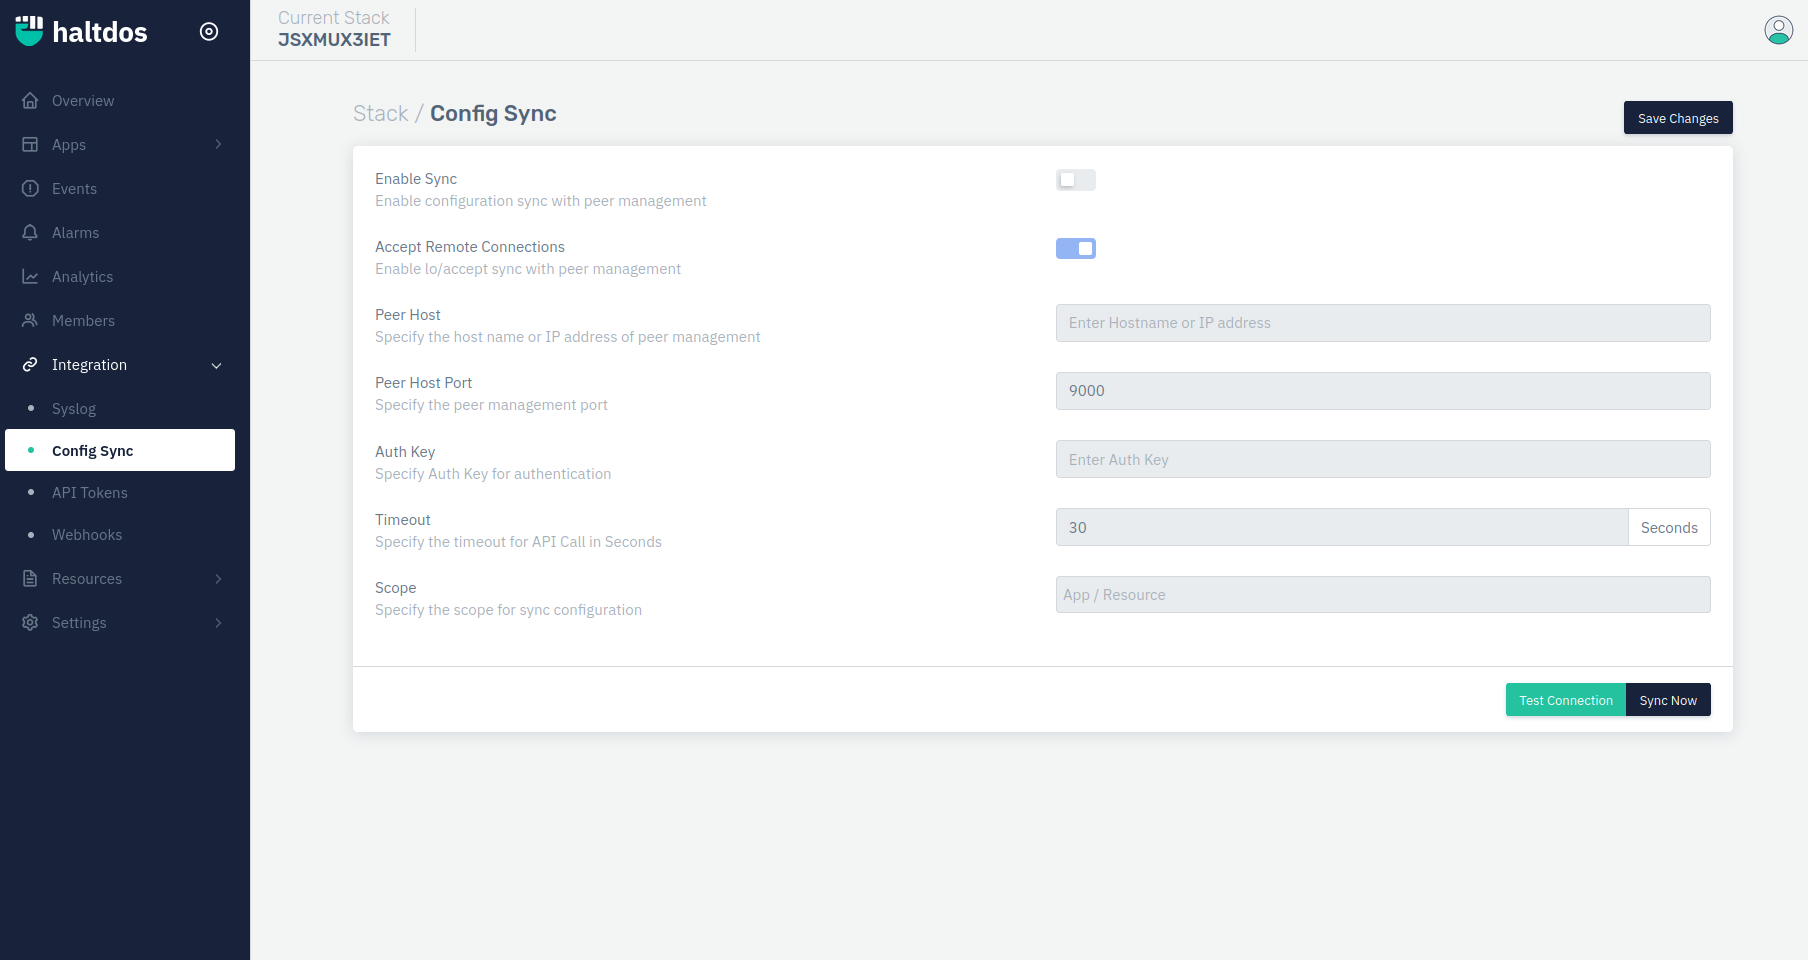 haltdos
Current Stack
JSXMUX3IET
Overview
Apps
Events
Alarms
Analytics
Members
Integration
Syslog
Config Sync
API Tokens
Webhooks
Resources
Settings
Stack / Config Sync
Save Changes
Enable Sync
Enable configuration sync with peer management
Accept Remote Connections
Enable lo/accept sync with peer management
Peer Host
Specify the host name or IP address of peer management
Enter Hostname or IP address
Peer Host Port
Specify the peer management port
9000
Auth Key
Specify Auth Key for authentication
Enter Auth Key
Timeout
Specify the timeout for API Call in Seconds
30
Seconds
Scope
Specify the scope for sync configuration
App / Resource
Test Connection
Sync Now